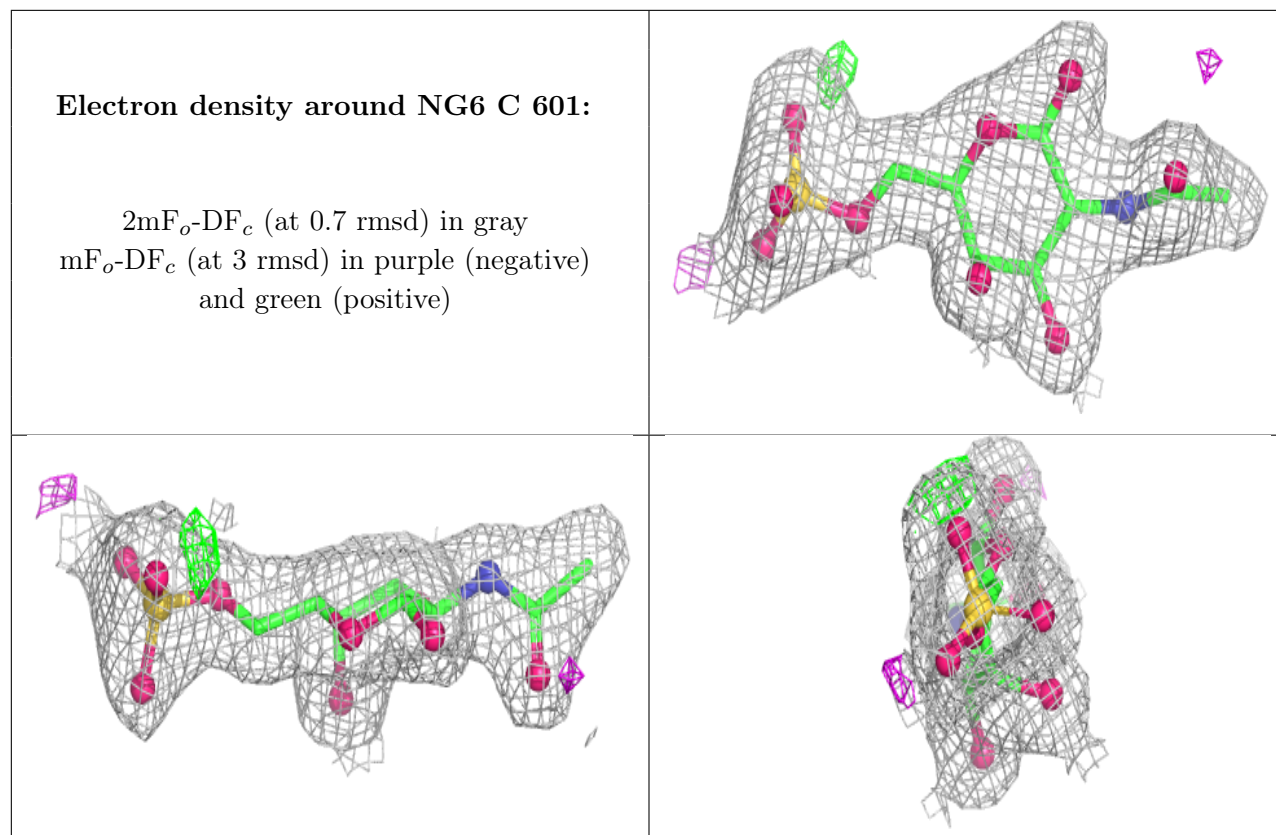 Electron density around NG6 C 601:
2mFₒ-DF𝒸 (at 0.7 rmsd) in gray
mFₒ-DF𝒸 (at 3 rmsd) in purple (negative)
and green (positive)